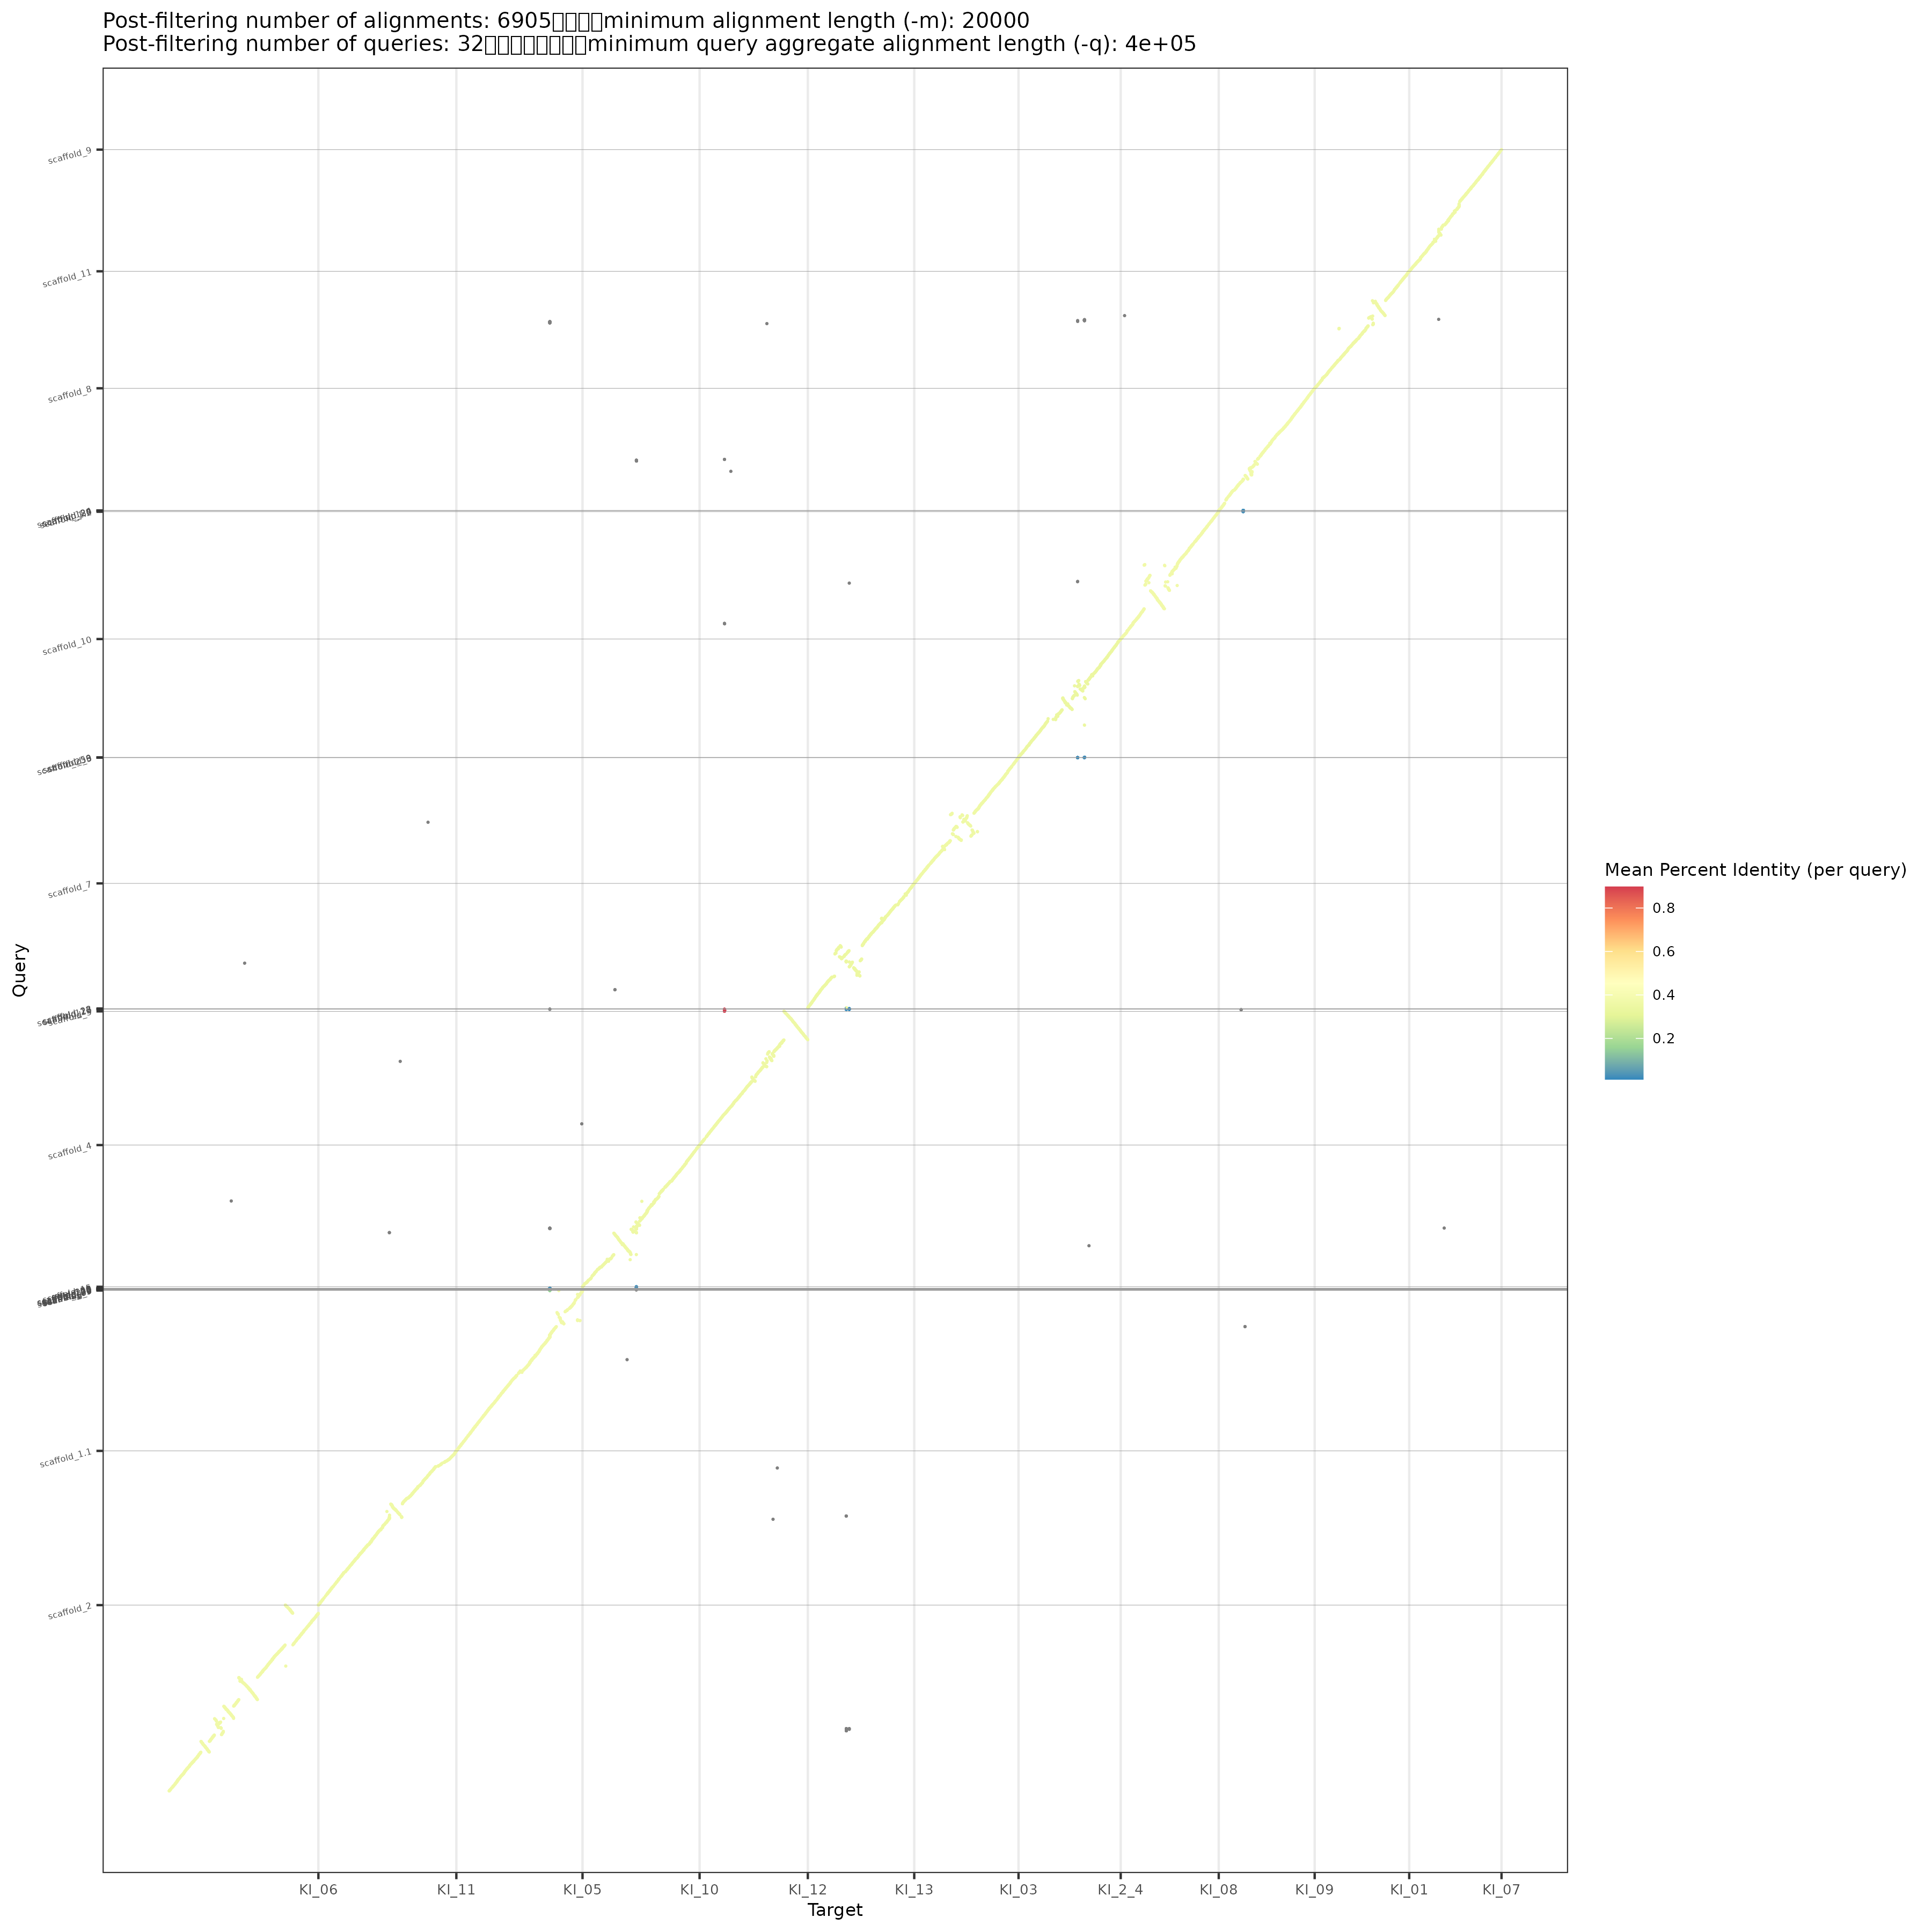 Post-filtering number of alignments: 6905□□□□minimum alignment length (-m): 20000
Post-filtering number of queries: 32□□□□□□□□minimum query aggregate alignment length (-q): 4e+05
scaffold_9
scaffold_11
scaffold_8
scaffold_10
scaffold_7
scaffold_4
scaffold_1.1
scaffold_2
Query
KI_06
KI_11
KI_05
KI_10
KI_12
KI_13
KI_03
KI_2_4
KI_08
KI_09
KI_01
KI_07
Target
Mean Percent Identity (per query)
0.8
0.6
0.4
0.2